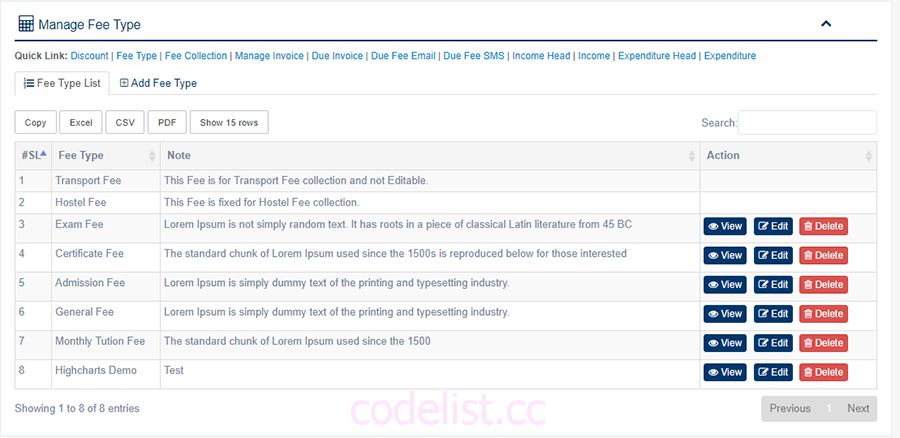 Manage Fee Type
Quick Link: Discount | Fee Type | Fee Collection | Manage Invoice | Due Invoice | Due Fee Email | Due Fee SMS | Income Head | Income | Expenditure Head | Expenditure
Fee Type List Add Fee Type
Copy Excel CSV PDF Show 15 rows Search:
#SL Fee Type Note Action
1 Transport Fee This Fee is for Transport Fee collection and not Editable.
2 Hostel Fee This Fee is fixed for Hostel Fee collection.
3 Exam Fee Lorem Ipsum is not simply random text. It has roots in a piece of classical Latin literature from 45 BC View Edit Delete
4 Certificate Fee The standard chunk of Lorem Ipsum used since the 1500s is reproduced below for those interested View Edit Delete
5 Admission Fee Lorem Ipsum is simply dummy text of the printing and typesetting industry. View Edit Delete
6 General Fee Lorem Ipsum is simply dummy text of the printing and typesetting industry. View Edit Delete
7 Monthly Tution Fee The standard chunk of Lorem Ipsum used since the 1500 View Edit Delete
8 Highcharts Demo Test View Edit Delete
Showing 1 to 8 of 8 entries Previous 1 Next
codelist.cc